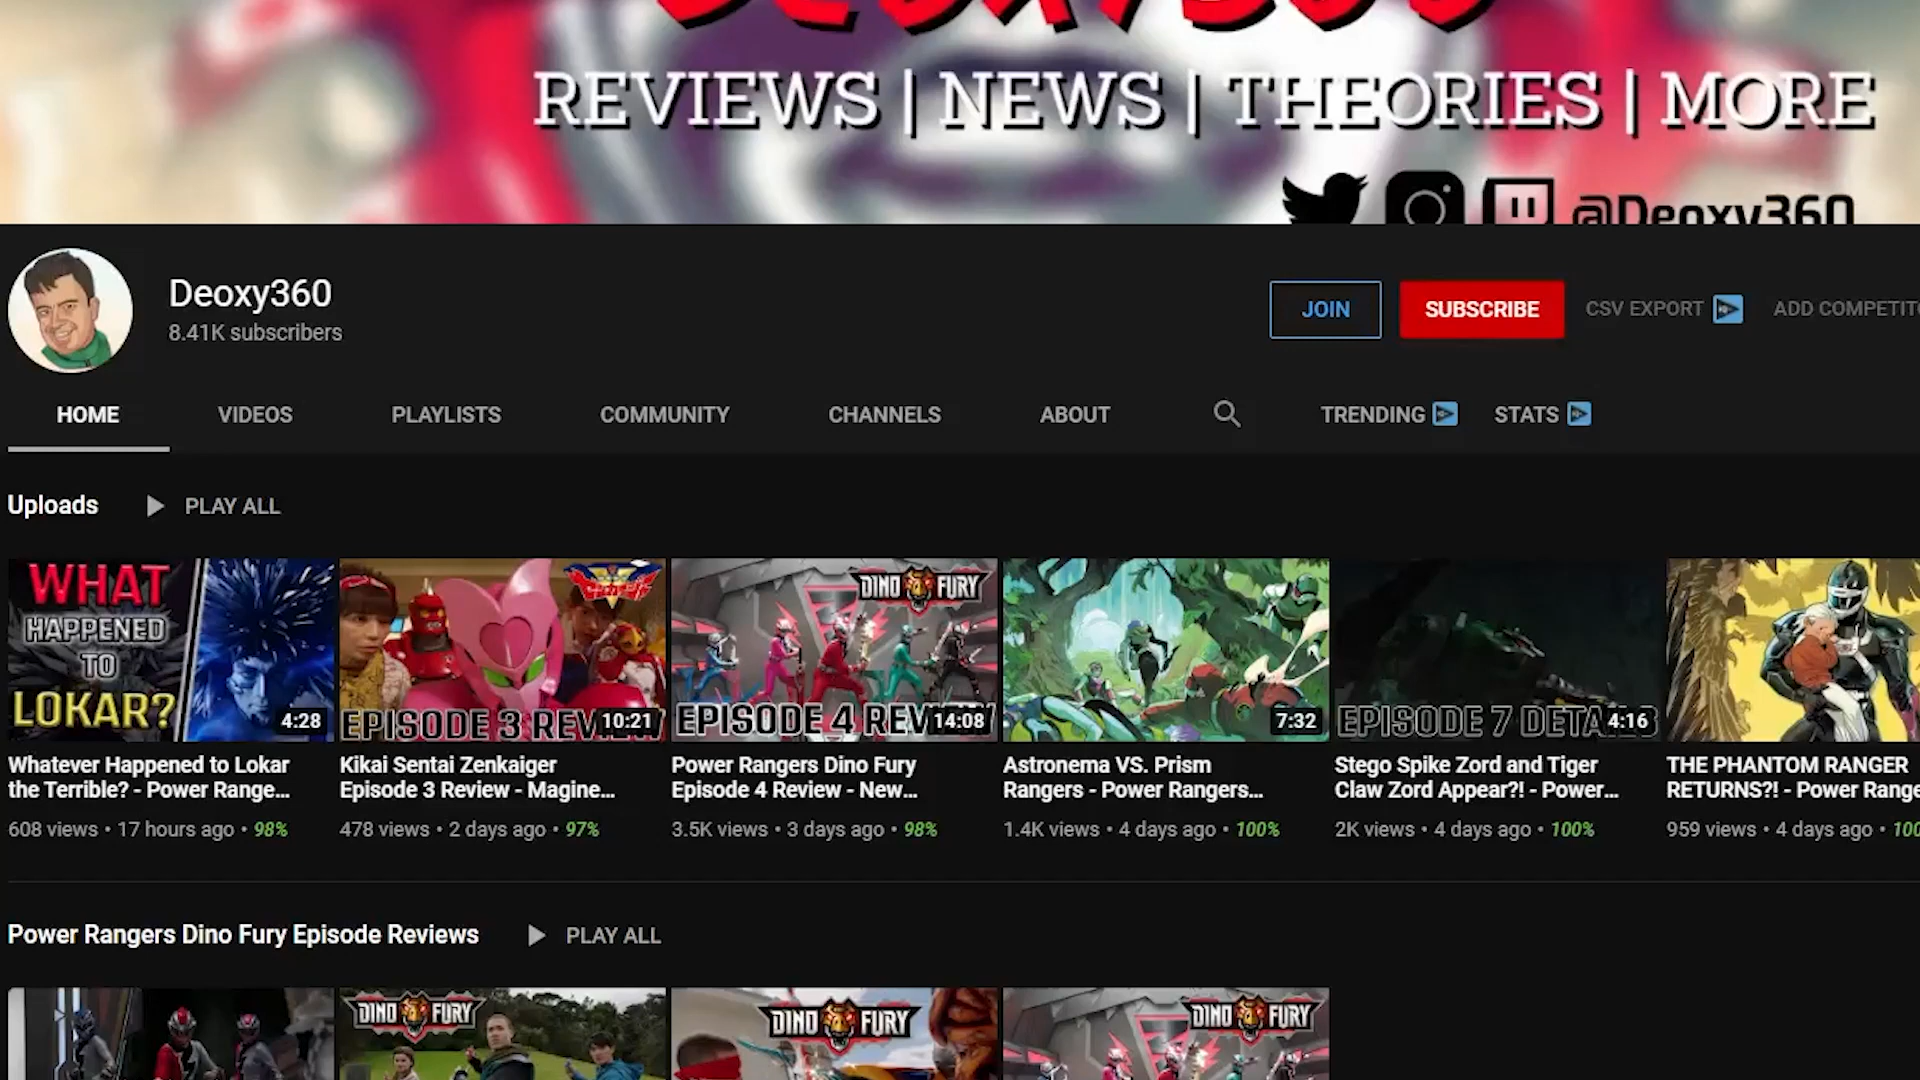 REVIEWS | NEWS | THEORIES | MORE
@Deoxy360
Deoxy360
8.41K subscribers
JOIN
SUBSCRIBE
CSV EXPORT
ADD COMPETITO
HOME
VIDEOS
PLAYLISTS
COMMUNITY
CHANNELS
ABOUT
TRENDING
STATS
Uploads
PLAY ALL
WHAT
HAPPENED
TO
LOKAR?
4:28
EPISODE 3 REVIEW
10:21
DINO FURY
EPISODE 4 REVIEW
14:08
7:32
EPISODE 7 DETAILS
4:16
Whatever Happened to Lokar
the Terrible? - Power Range...
608 views • 17 hours ago • 98%
Kikai Sentai Zenkaiger
Episode 3 Review - Magine...
478 views • 2 days ago • 97%
Power Rangers Dino Fury
Episode 4 Review - New...
3.5K views • 3 days ago • 98%
Astronema VS. Prism
Rangers - Power Rangers...
1.4K views • 4 days ago • 100%
Stego Spike Zord and Tiger
Claw Zord Appear?! - Power...
2K views • 4 days ago • 100%
THE PHANTOM RANGER
RETURNS?! - Power Range
959 views • 4 days ago • 100
Power Rangers Dino Fury Episode Reviews
PLAY ALL
DINO FURY
DINO FURY
DINO FURY